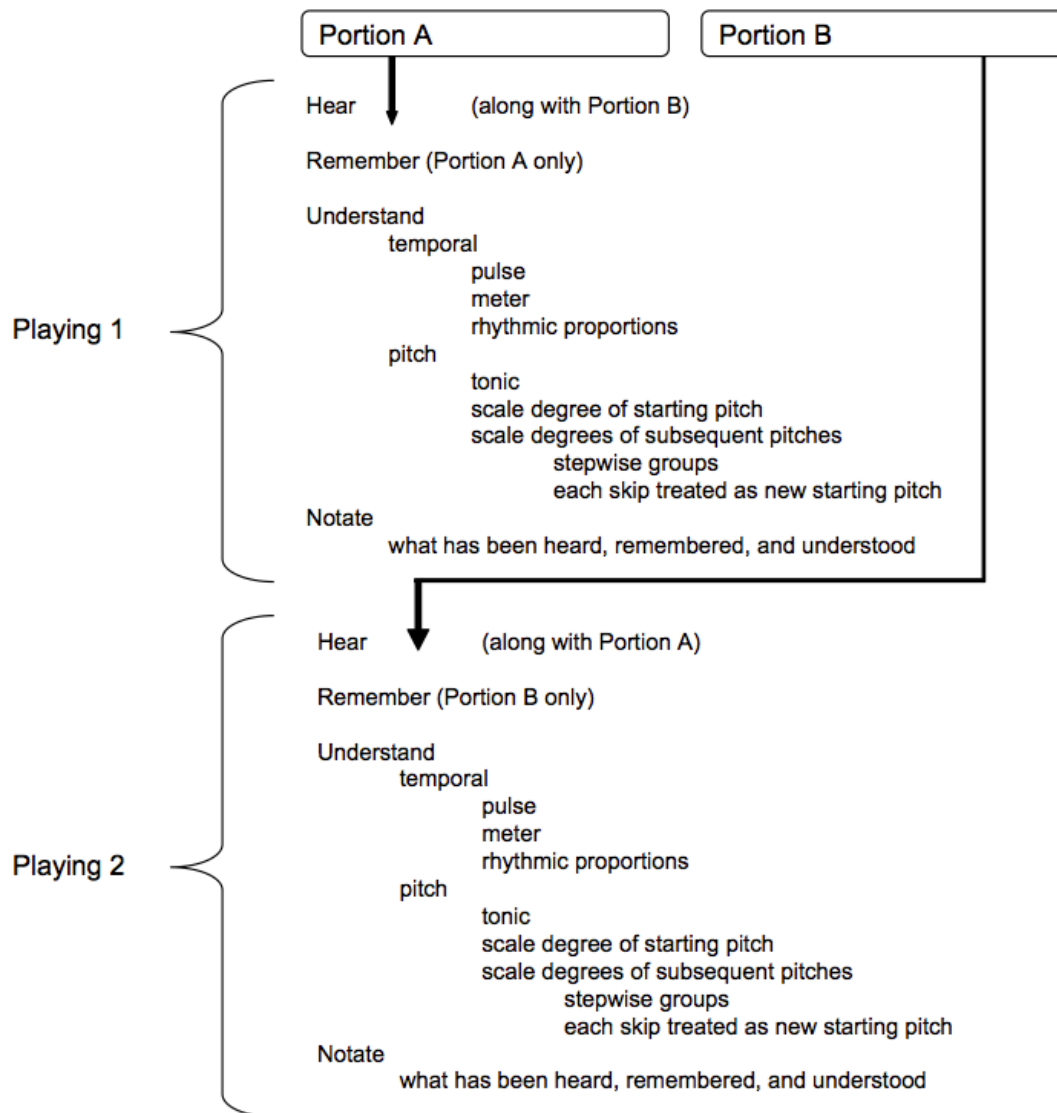 Portion A
Portion B
Hear (along with Portion B)
Remember (Portion A only)
Understand
temporal
pulse
meter
rhythmic proportions
Playing 1
pitch
tonic
scale degree of starting pitch
scale degrees of subsequent pitches
stepwise groups
each skip treated as new starting pitch
Notate
what has been heard, remembered, and understood
Hear (along with Portion A)
Remember (Portion B only)
Understand
temporal
pulse
meter
rhythmic proportions
Playing 2
pitch
tonic
scale degree of starting pitch
scale degrees of subsequent pitches
stepwise groups
each skip treated as new starting pitch
Notate
what has been heard, remembered, and understood